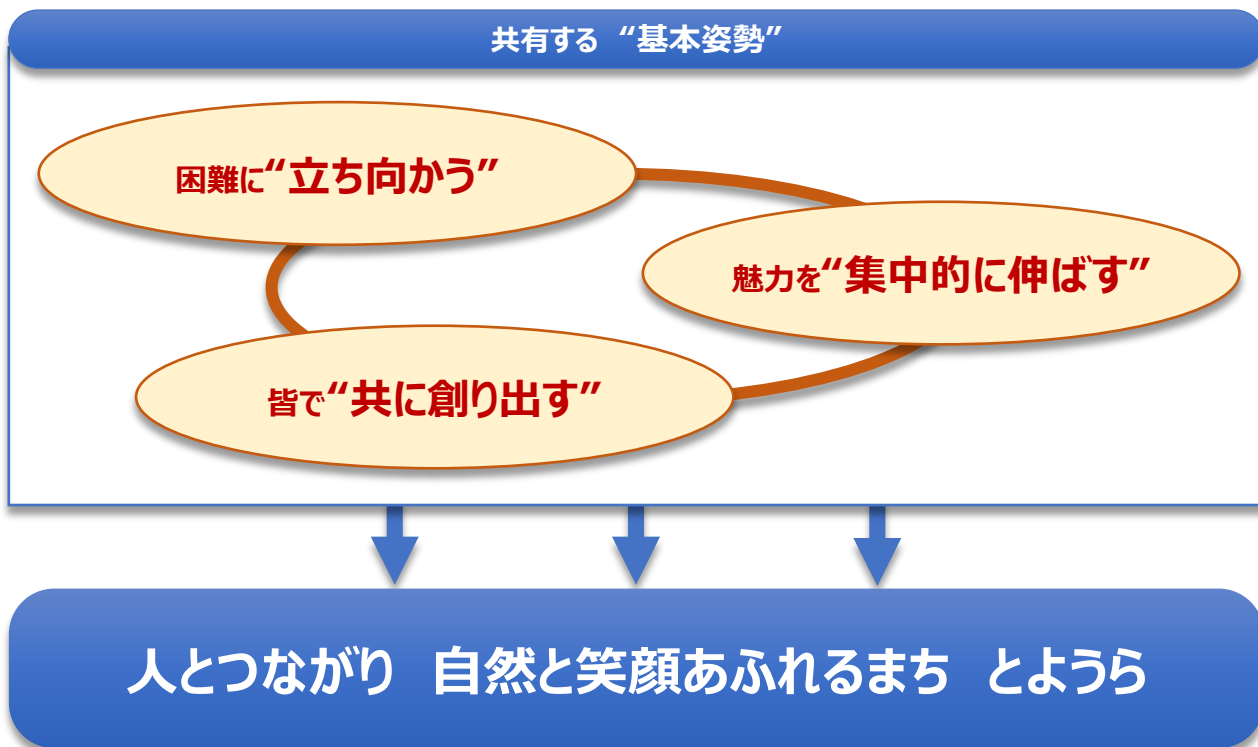 共有する “基本姿勢”
困難に“立ち向かう”
魅力を“集中的に伸ばす”
皆で“共に創り出す”
人とつながり　自然と笑顔あふれるまち　とようら